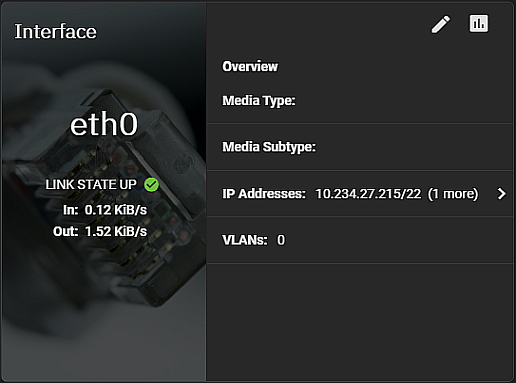 Interface
eth0
LINK STATE UP
In: 0.12 KiB/s
Out: 1.52 KiB/s
Overview
Media Type:
Media Subtype:
IP Addresses: 10.234.27.215/22 (1 more)
VLANs: 0